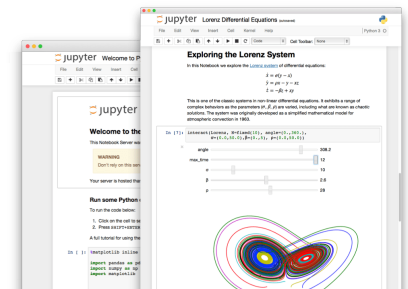 jupyter Welcome to P
File Edit View Insert Cell
jupyter
Welcome to the
This Notebook Server was
WARNING
Don't rely on this serv
Your server is hosted tha
Run some Python
To run the code below:
1. Click on the cell to se
2. Press SHIFT+ENTER
A full tutorial for using the
In [ ]: %matplotlib inline
import pandas as pd
import numpy as np
import matplotlib
jupyter Lorenz Differential Equations (unsaved)
File Edit View Insert Cell Kernel Help
Python 3
Code Cell Toolbar: None
Exploring the Lorenz System
In this Notebook we explore the Lorenz system of differential equations:
ẋ = σ(y − x)
ẏ = ρx − y − xz
ż = −βz + xy
This is one of the classic systems in non-linear differential equations. It exhibits a range of
complex behaviors as the parameters (σ, β, ρ) are varied, including what are known as chaotic
solutions. The system was originally developed as a simplified mathematical model for
atmospheric convection in 1963.
In [7]: interact(Lorenz, N=fixed(10), angle=(0.,360.),
σ=(0.0,50.0),β=(0.,5), ρ=(0.0,50.0))
angle 308.2
max_time 12
σ 10
β 2.6
ρ 28